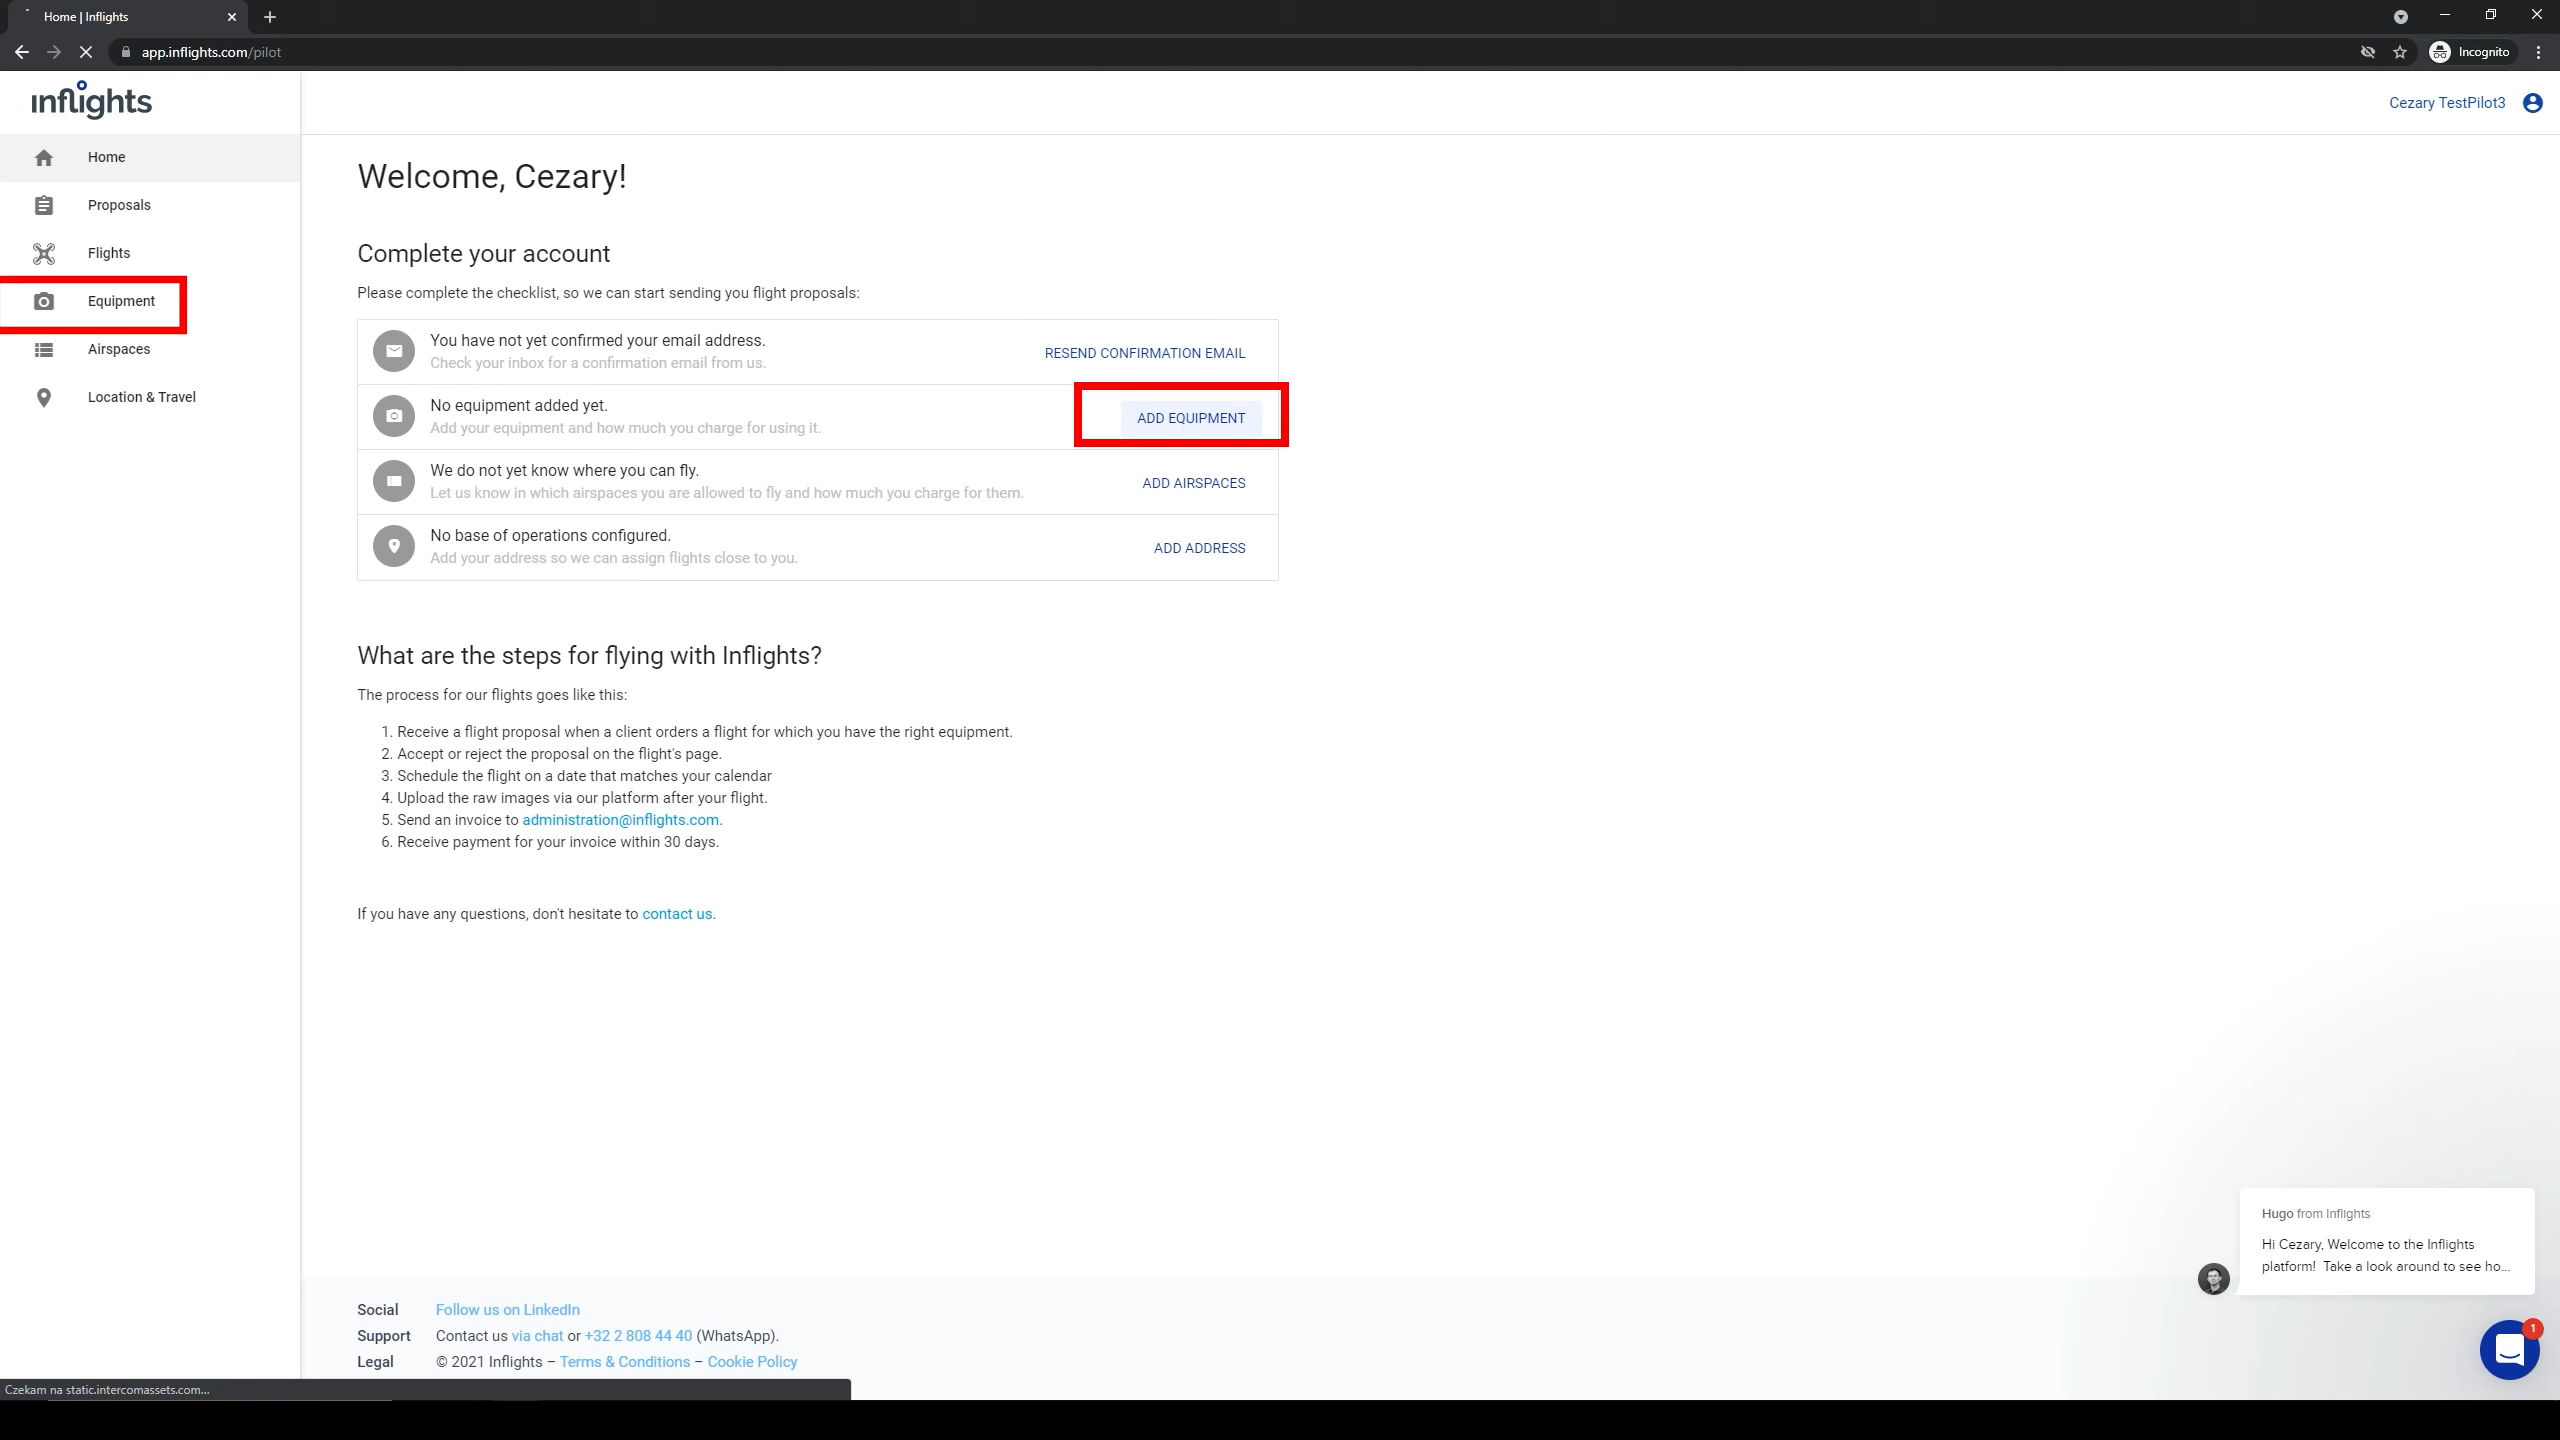 Home | Inflights
app.inflights.com/pilot
Incognito
inflights
Cezary TestPilot3
Home
Proposals
Flights
Equipment
Airspaces
Location & Travel
Welcome, Cezary!
Complete your account
Please complete the checklist, so we can start sending you flight proposals:
You have not yet confirmed your email address.
Check your inbox for a confirmation email from us.
RESEND CONFIRMATION EMAIL
No equipment added yet.
Add your equipment and how much you charge for using it.
ADD EQUIPMENT
We do not yet know where you can fly.
Let us know in which airspaces you are allowed to fly and how much you charge for them.
ADD AIRSPACES
No base of operations configured.
Add your address so we can assign flights close to you.
ADD ADDRESS
What are the steps for flying with Inflights?
The process for our flights goes like this:
1. Receive a flight proposal when a client orders a flight for which you have the right equipment.
2. Accept or reject the proposal on the flight's page.
3. Schedule the flight on a date that matches your calendar
4. Upload the raw images via our platform after your flight.
5. Send an invoice to administration@inflights.com.
6. Receive payment for your invoice within 30 days.
If you have any questions, don't hesitate to contact us.
Hugo from Inflights
Hi Cezary, Welcome to the Inflights
platform! Take a look around to see ho...
1
Social Follow us on LinkedIn
Support Contact us via chat or +32 2 808 44 40 (WhatsApp).
Legal © 2021 Inflights – Terms & Conditions – Cookie Policy
Czekam na static.intercomassets.com...